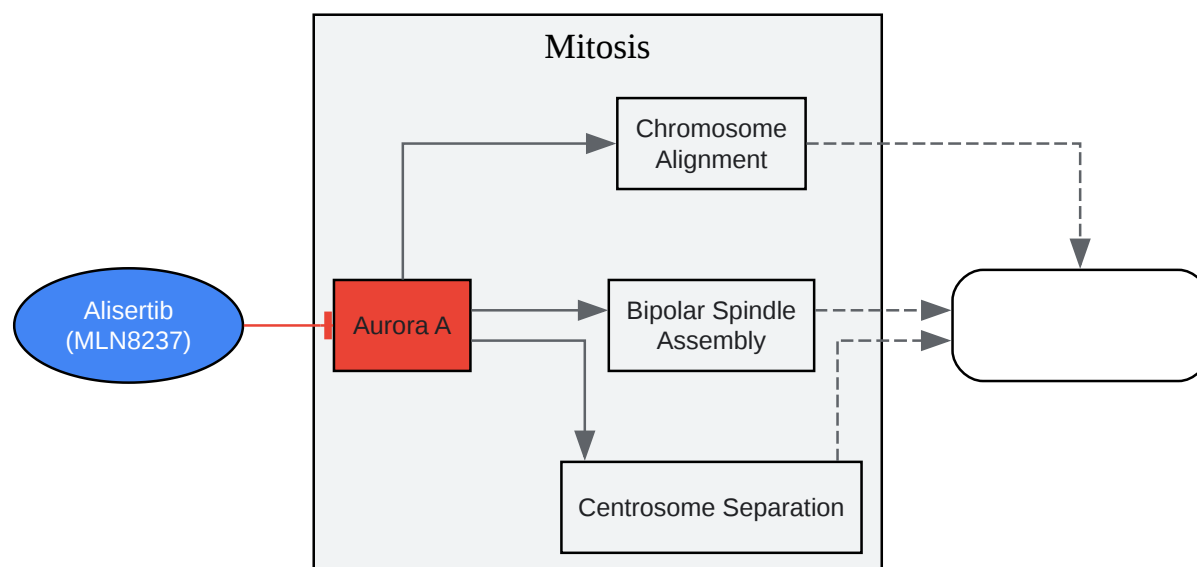 Mitosis
Chromosome
Alignment
Alisertib
(MLN8237)
Aurora A
Bipolar Spindle
Assembly
Centrosome Separation